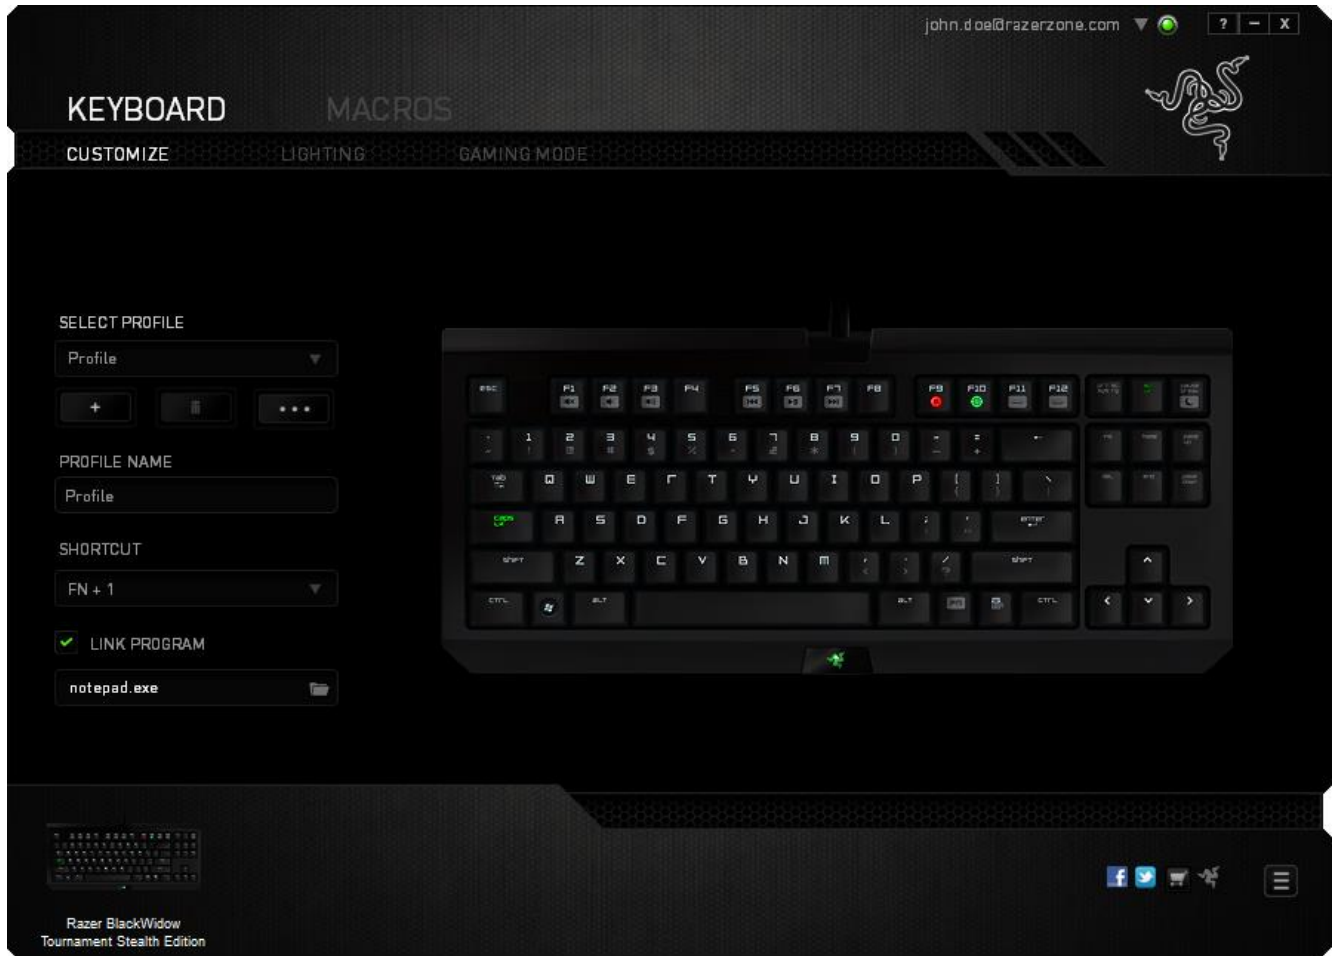 john.doe@razerzone.com
? – X
KEYBOARD MACROS
CUSTOMIZE LIGHTING GAMING MODE
SELECT PROFILE
Profile
+ •••
PROFILE NAME
Profile
SHORTCUT
FN + 1
LINK PROGRAM
notepad.exe
esc F1 F2 F3 F4 F5 F6 F7 F8 F9 F10 F11 F12
1 2 3 4 5 6 7 8 9 0 - =
Tab Q W E R T Y U I O P [ ] \
caps A S D F G H J K L ; ' enter
shift Z X C V B N M , . / shift
CTRL ALT ALT CTRL
Razer BlackWidow
Tournament Stealth Edition